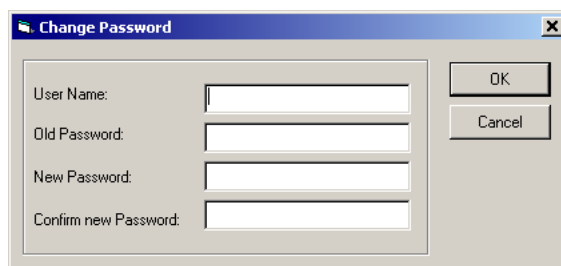 Change Password
User Name:
OK
Old Password:
Cancel
New Password:
Confirm new Password: